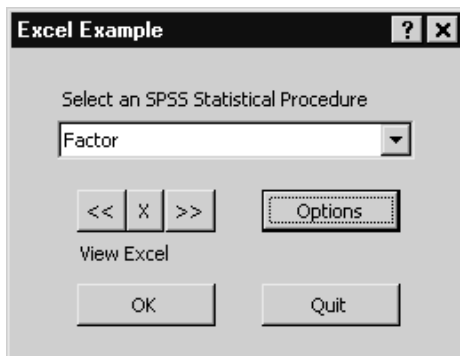 Excel Example ? X
Select an SPSS Statistical Procedure
Factor
<< X >> Options
View Excel
OK Quit